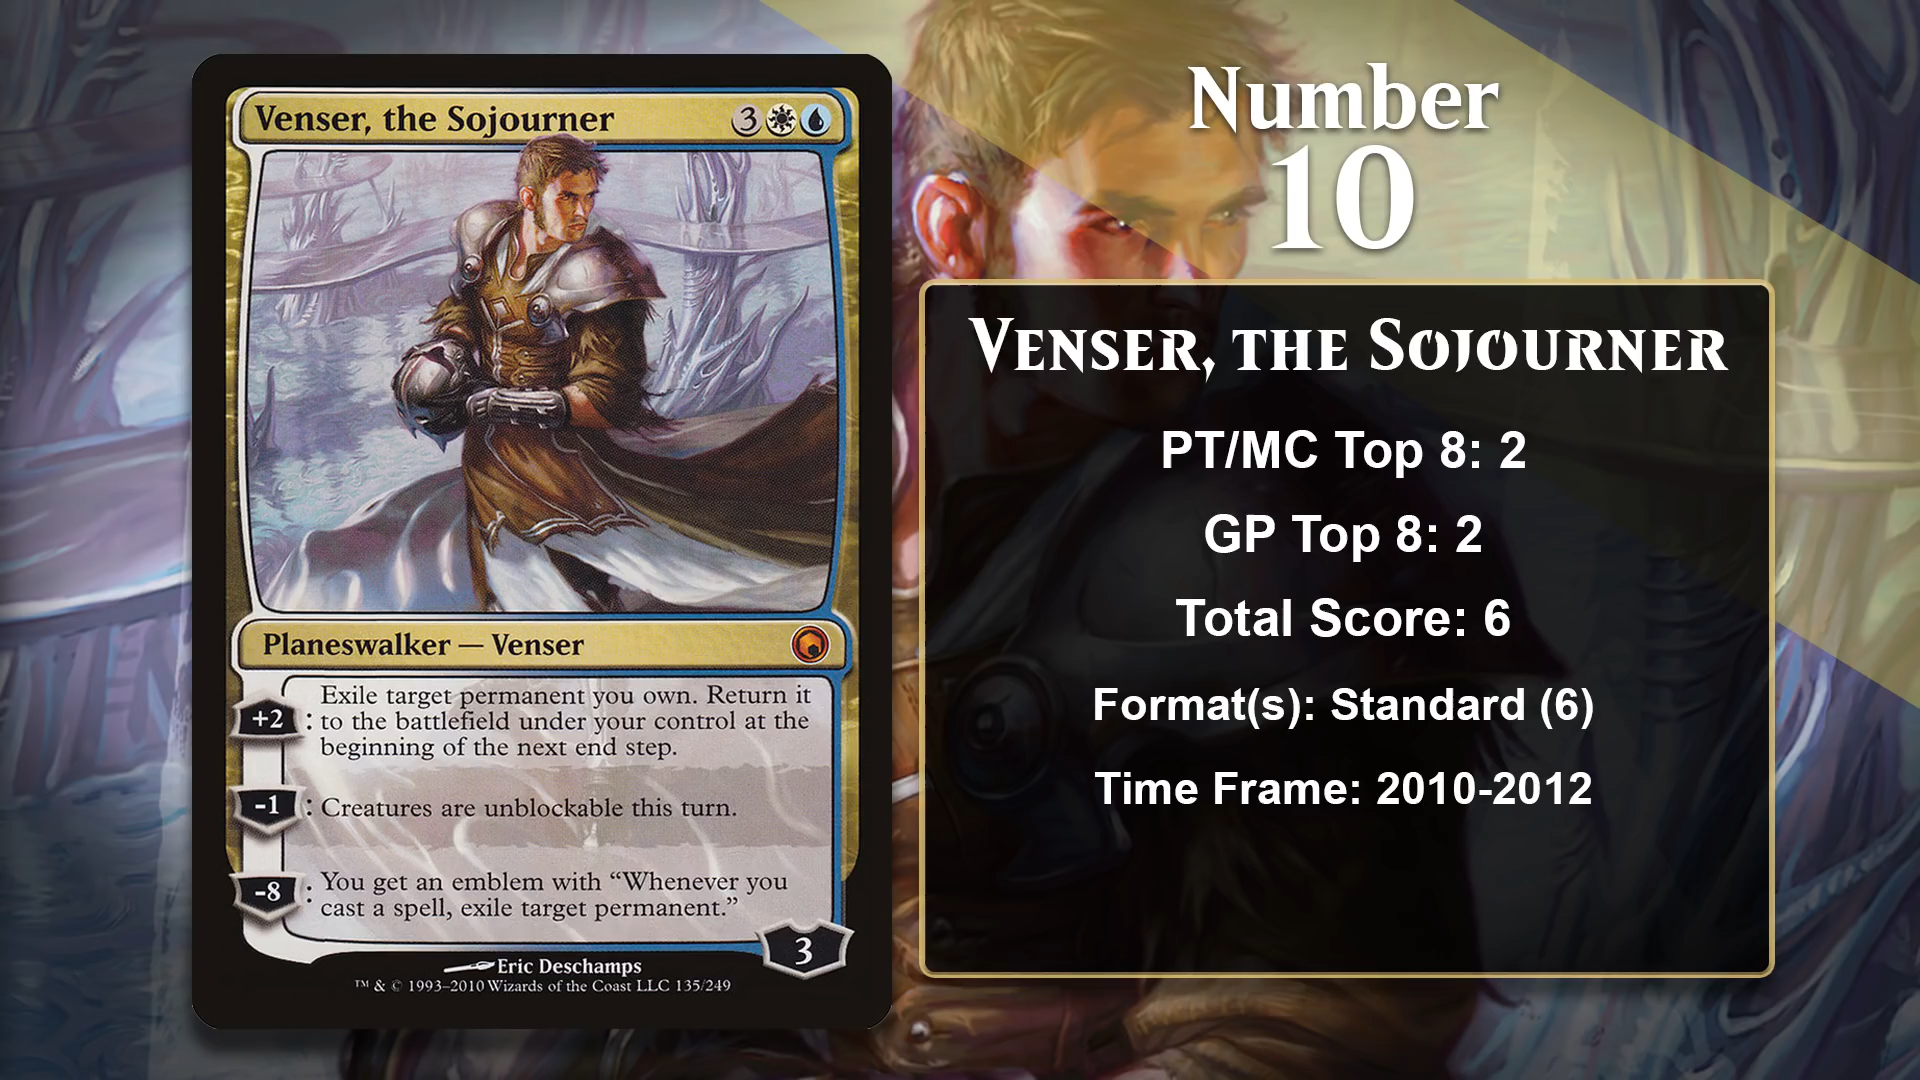 Venser, the Sojourner 3
Planeswalker — Venser
+2 : Exile target permanent you own. Return it
to the battlefield under your control at the
beginning of the next end step.
-1 : Creatures are unblockable this turn.
-8 : You get an emblem with “Whenever you
cast a spell, exile target permanent.”
3
Eric Deschamps
™ & © 1993–2010 Wizards of the Coast LLC 135/249
Number
10
Venser, the Sojourner
PT/MC Top 8: 2
GP Top 8: 2
Total Score: 6
Format(s): Standard (6)
Time Frame: 2010-2012